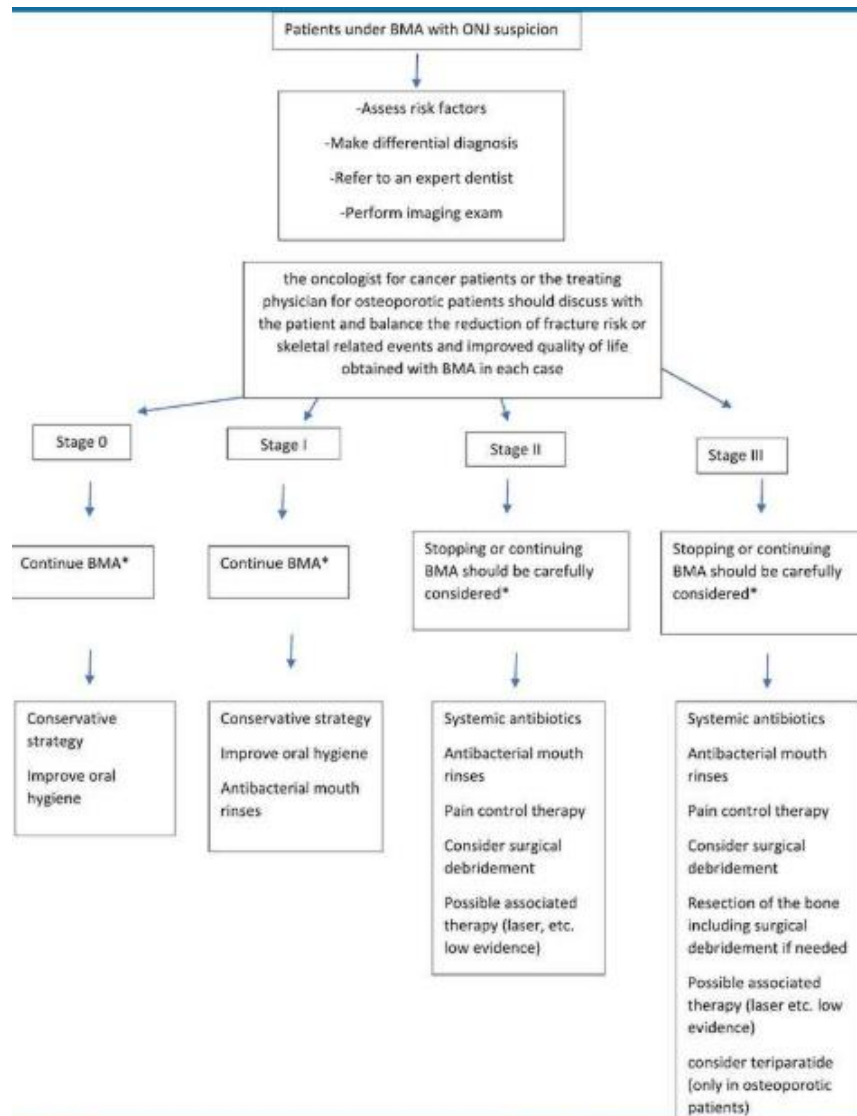 Patients under BMA with ONJ suspicion
-Assess risk factors
-Make differential diagnosis
-Refer to an expert dentist
-Perform imaging exam
the oncologist for cancer patients or the treating
physician for osteoporotic patients should discuss with
the patient and balance the reduction of fracture risk or
skeletal related events and improved quality of life
obtained with BMA in each case
Stage 0
Stage I
Stage II
Stage III
Continue BMA*
Continue BMA*
Stopping or continuing
BMA should be carefully
considered*
Stopping or continuing
BMA should be carefully
considered*
Conservative
strategy
Improve oral
hygiene
Conservative strategy
Improve oral hygiene
Antibacterial mouth
rinses
Systemic antibiotics
Antibacterial mouth
rinses
Pain control therapy
Consider surgical
debridement
Possible associated
therapy (laser, etc.
low evidence)
Systemic antibiotics
Antibacterial mouth
rinses
Pain control therapy
Consider surgical
debridement
Resection of the bone
including surgical
debridement if needed
Possible associated
therapy (laser etc. low
evidence)
consider teriparatide
(only in osteoporotic
patients)